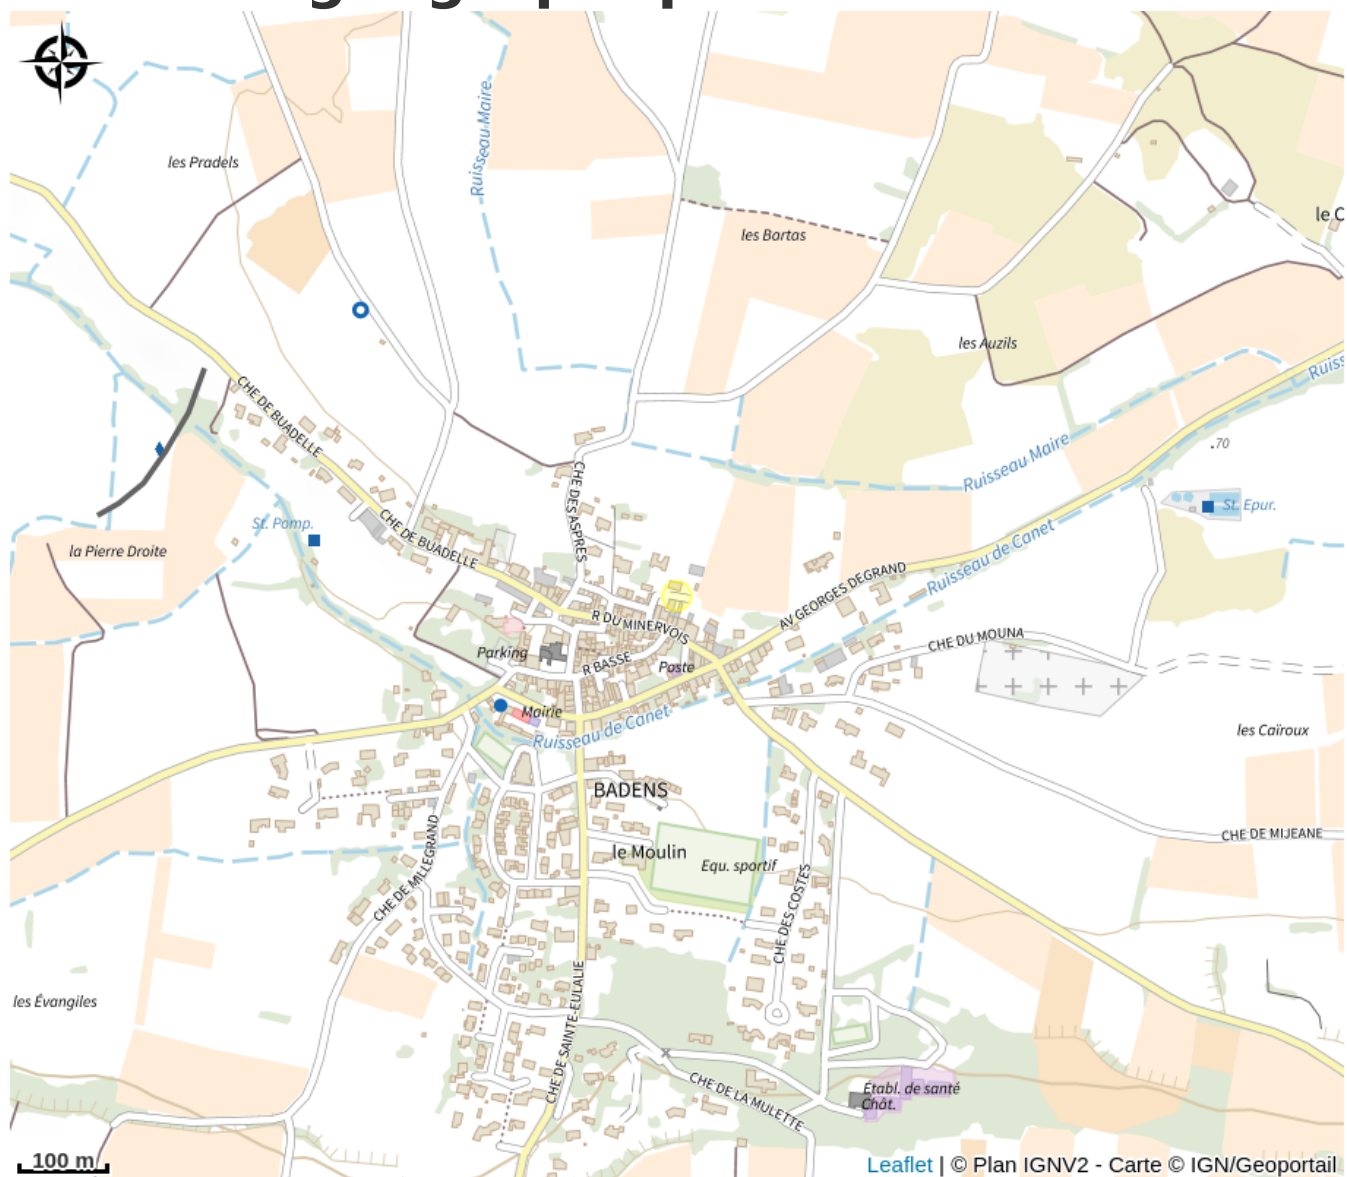 Ruisseau Maire
les Pradels
le C
les Bartas
les Auzils
Ruiss
CHE DE BUADELLE
.70
Ruisseau Maire
CHE DES ASPRES
St. Epur.
St. Pomp.
CHE DE BUADELLE
la Pierre Droite
Ruisseau de Canet
AV GEORGES DEGRAND
R DU MINERVOIS
CHE DU MOUNA
Parking
R BASSE
Poste
Mairie
Ruisseau de Canet
les Caïroux
BADENS
CHE DE MIJEANE
le Moulin
Equ. sportif
CHE DE MILLEGRAND
CHE DES COSTES
les Évangiles
CHE DE SAINTE-EULALIE
CHE DE LA MULETTE
Établ. de santé
Chât.
100 m
Leaflet | © Plan IGNV2 - Carte © IGN/Geoportail